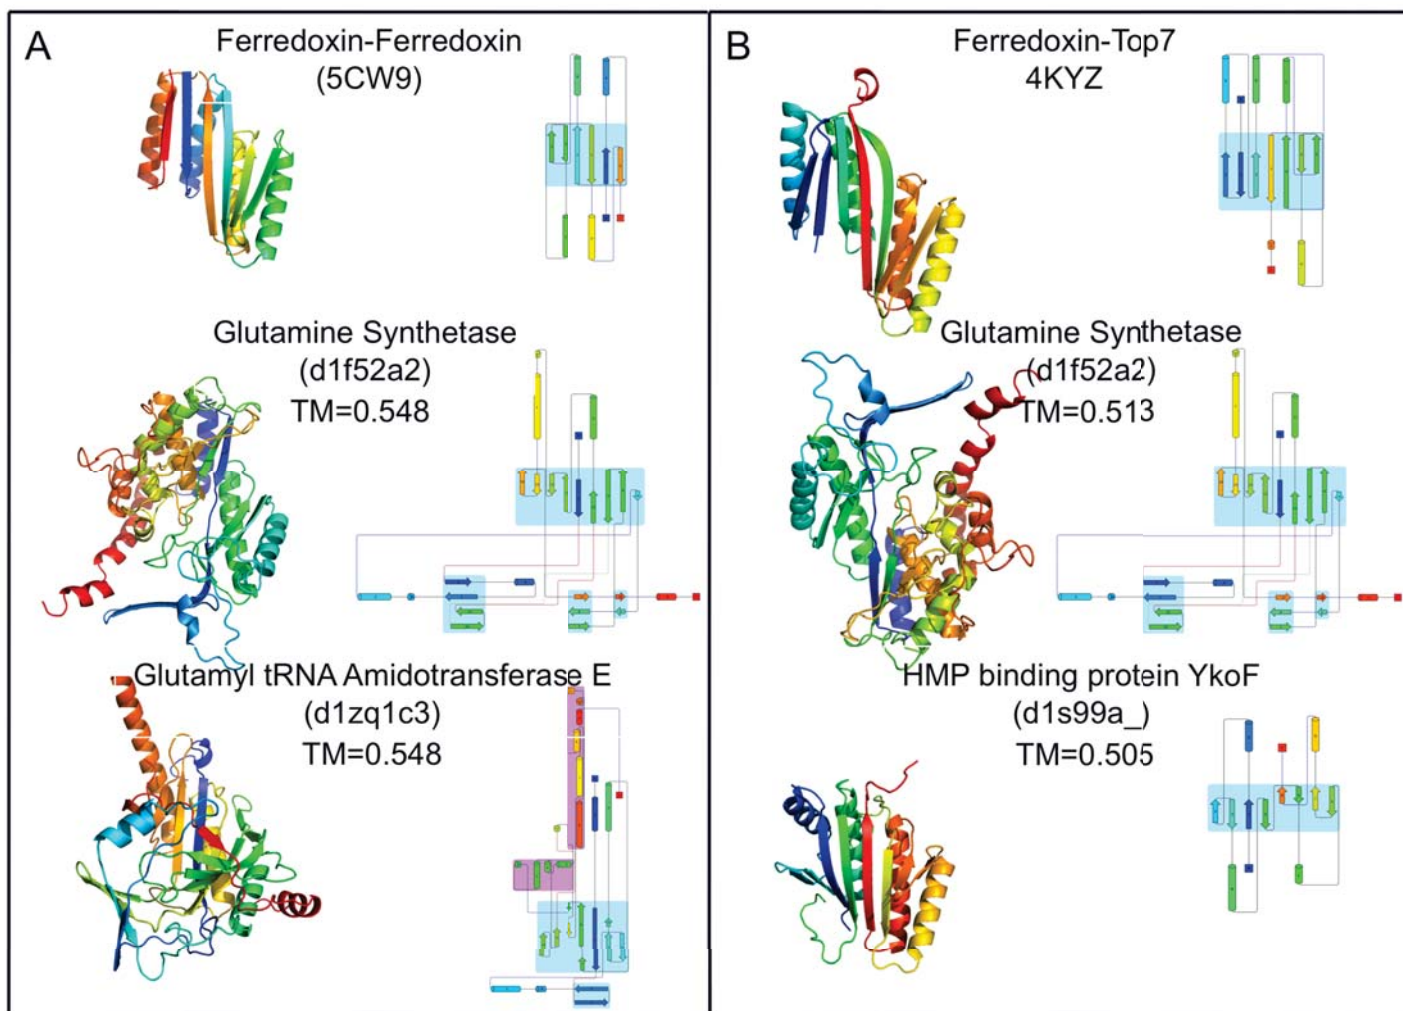 A
Ferredoxin-Ferredoxin
(5CW9)
Glutamine Synthetase
(d1f52a2)
TM=0.548
Glutamyl tRNA Amidotransferase E
(d1zq1c3)
TM=0.548
B
Ferredoxin-Top7
4KYZ
Glutamine Synthetase
(d1f52a2)
TM=0.513
HMP binding protein YkoF
(d1s99a_)
TM=0.505